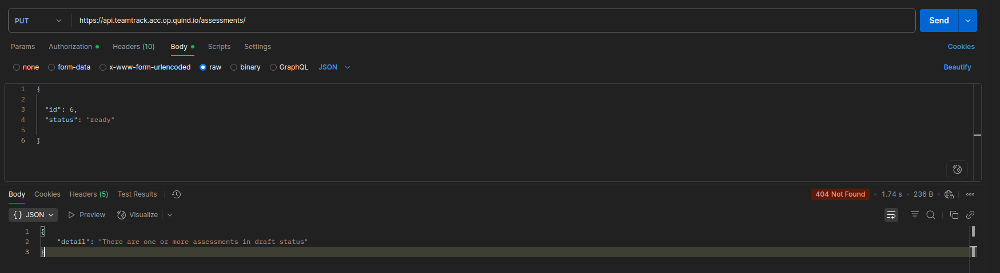 PUT https://api.teamtrack.acc.op.quind.io/assessments/ Send
Params Authorization Headers (10) Body Scripts Settings Cookies
none form-data x-www-form-urlencoded raw binary GraphQL JSON Beautify
1 {
2
3 "id": 6,
4 "status": "ready"
5
6 }
Body Cookies Headers (5) Test Results 404 Not Found 1.74 s 236 B
{} JSON Preview Visualize
1 {
2 "detail": "There are one or more assessments in draft status"
3 }